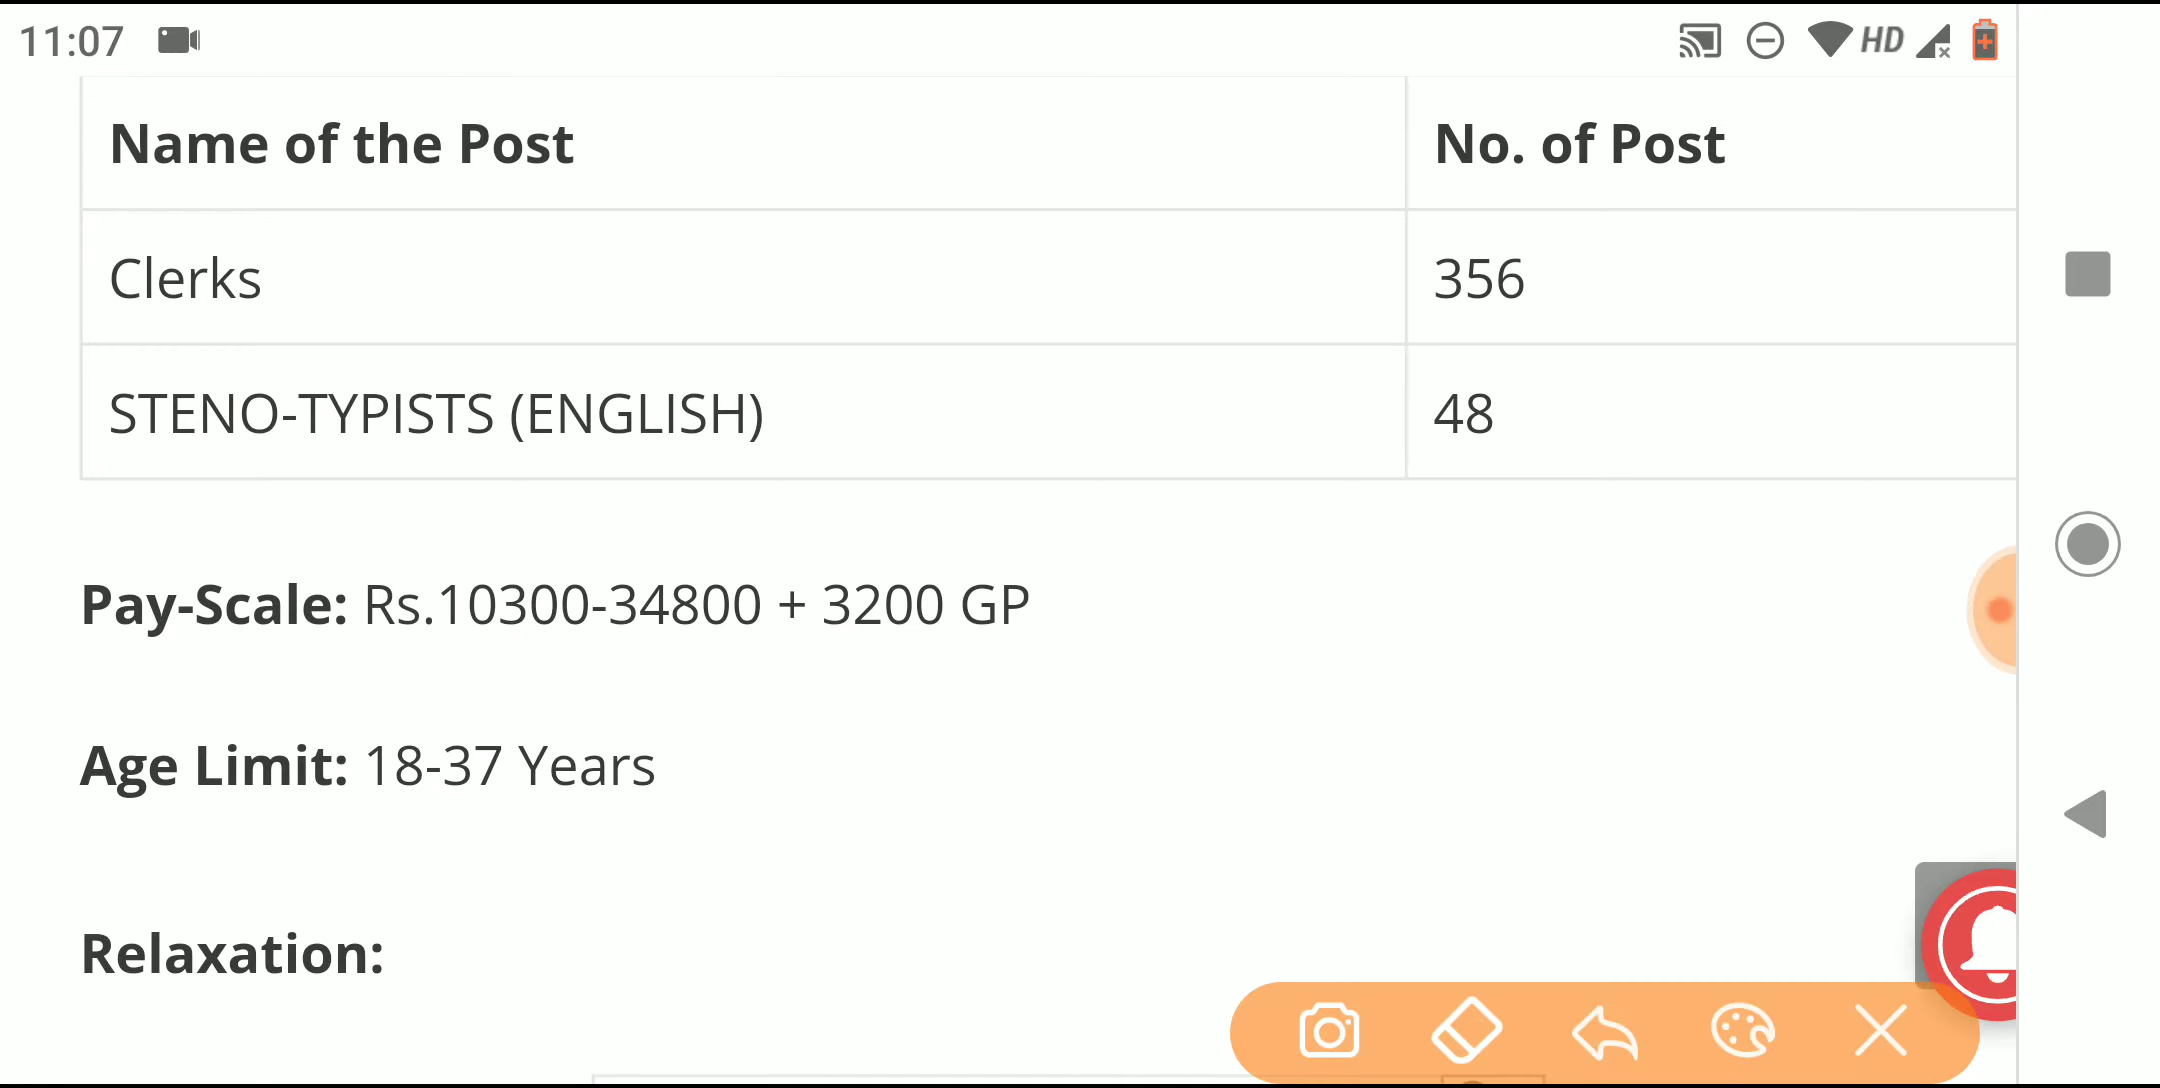 11:07 HD
Name of the Post No. of Post
Clerks 356
STENO-TYPISTS (ENGLISH) 48
Pay-Scale: Rs.10300-34800 + 3200 GP
Age Limit: 18-37 Years
Relaxation: